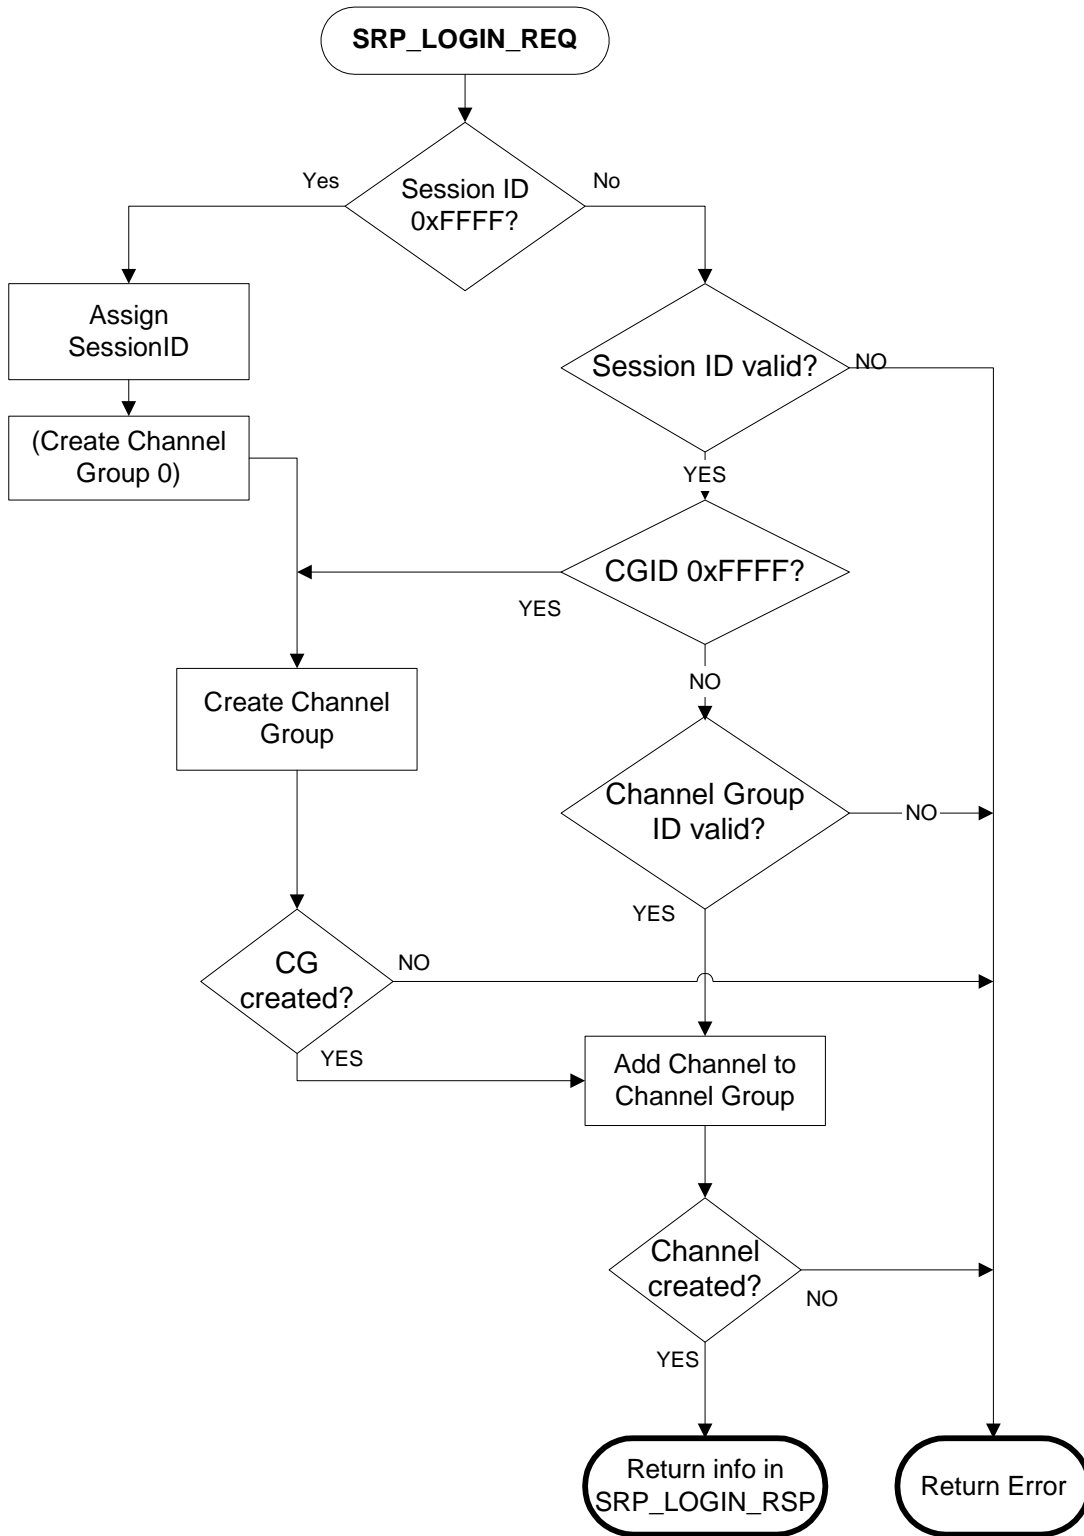 SRP_LOGIN_REQ
Yes
Session ID
0xFFFF?
No
Assign
SessionID
Session ID valid?
NO
(Create Channel
Group 0)
YES
CGID 0xFFFF?
YES
NO
Create Channel
Group
Channel Group
ID valid?
NO
YES
CG
created?
NO
YES
Add Channel to
Channel Group
Channel
created?
NO
YES
Return info in
SRP_LOGIN_RSP
Return Error